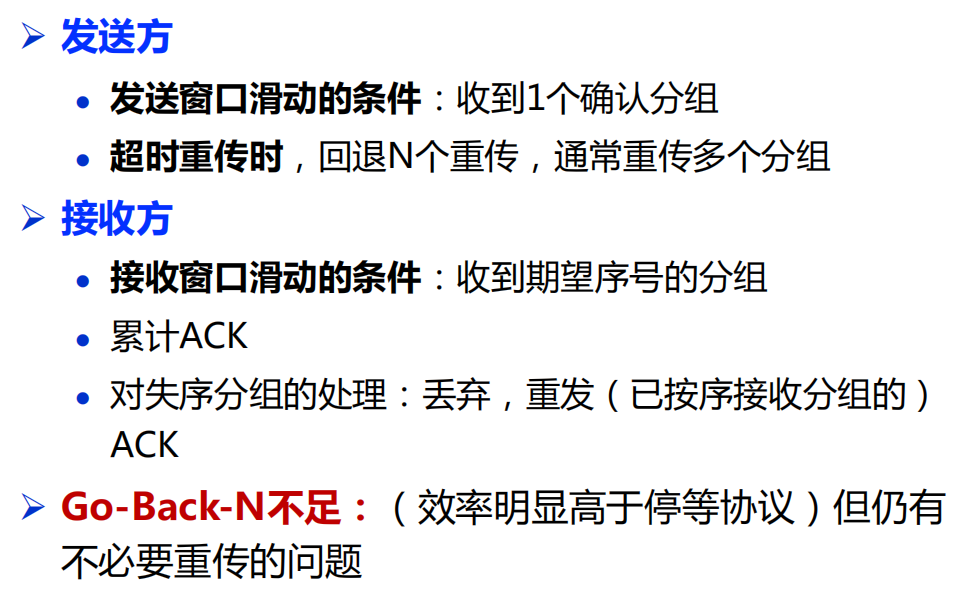 发送方
发送窗口滑动的条件：收到1个确认分组
超时重传时，回退N个重传，通常重传多个分组
接收方
接收窗口滑动的条件：收到期望序号的分组
累计ACK
对失序分组的处理：丢弃，重发（已按序接收分组的）
ACK
Go-Back-N不足：（效率明显高于停等协议）但仍有
不必要重传的问题